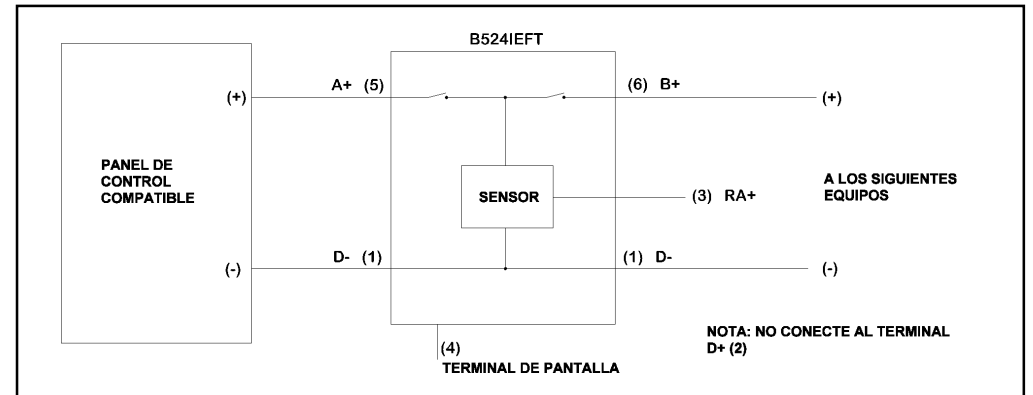 B524IEFT
A+ (5)
(6) B+
(+)
(+)
PANEL DE
CONTROL
COMPATIBLE
SENSOR
(3) RA+
A LOS SIGUIENTES
EQUIPOS
D- (1)
(1) D-
(-)
(-)
NOTA: NO CONECTE AL TERMINAL
D+ (2)
(4)
TERMINAL DE PANTALLA